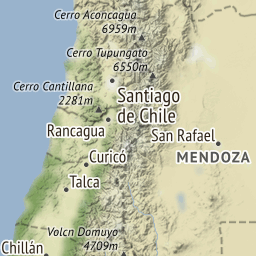 Cerro Aconcagua
6959m
Cerro Tupungato
6550m
Cerro Cantillana
2281m
Santiago
de Chile
Rancagua
San Rafael
MENDOZA
Curicó
Talca
Volcn Domuyo
4709m
Chillán